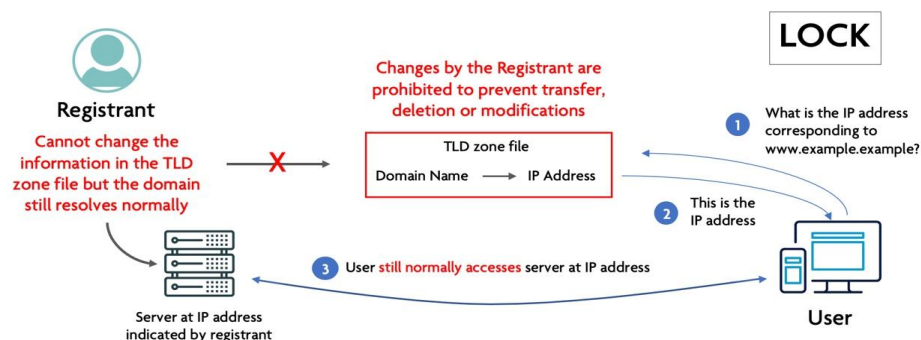 LOCK
Registrant
Cannot change the
information in the TLD
zone file but the domain
still resolves normally
X
Changes by the Registrant are
prohibited to prevent transfer,
deletion or modifications
TLD zone file
Domain Name
IP Address
1
What is the IP address
corresponding to
www.example.example?
2
This is the
IP address
3
User still normally accesses server at IP address
Server at IP address
indicated by registrant
User